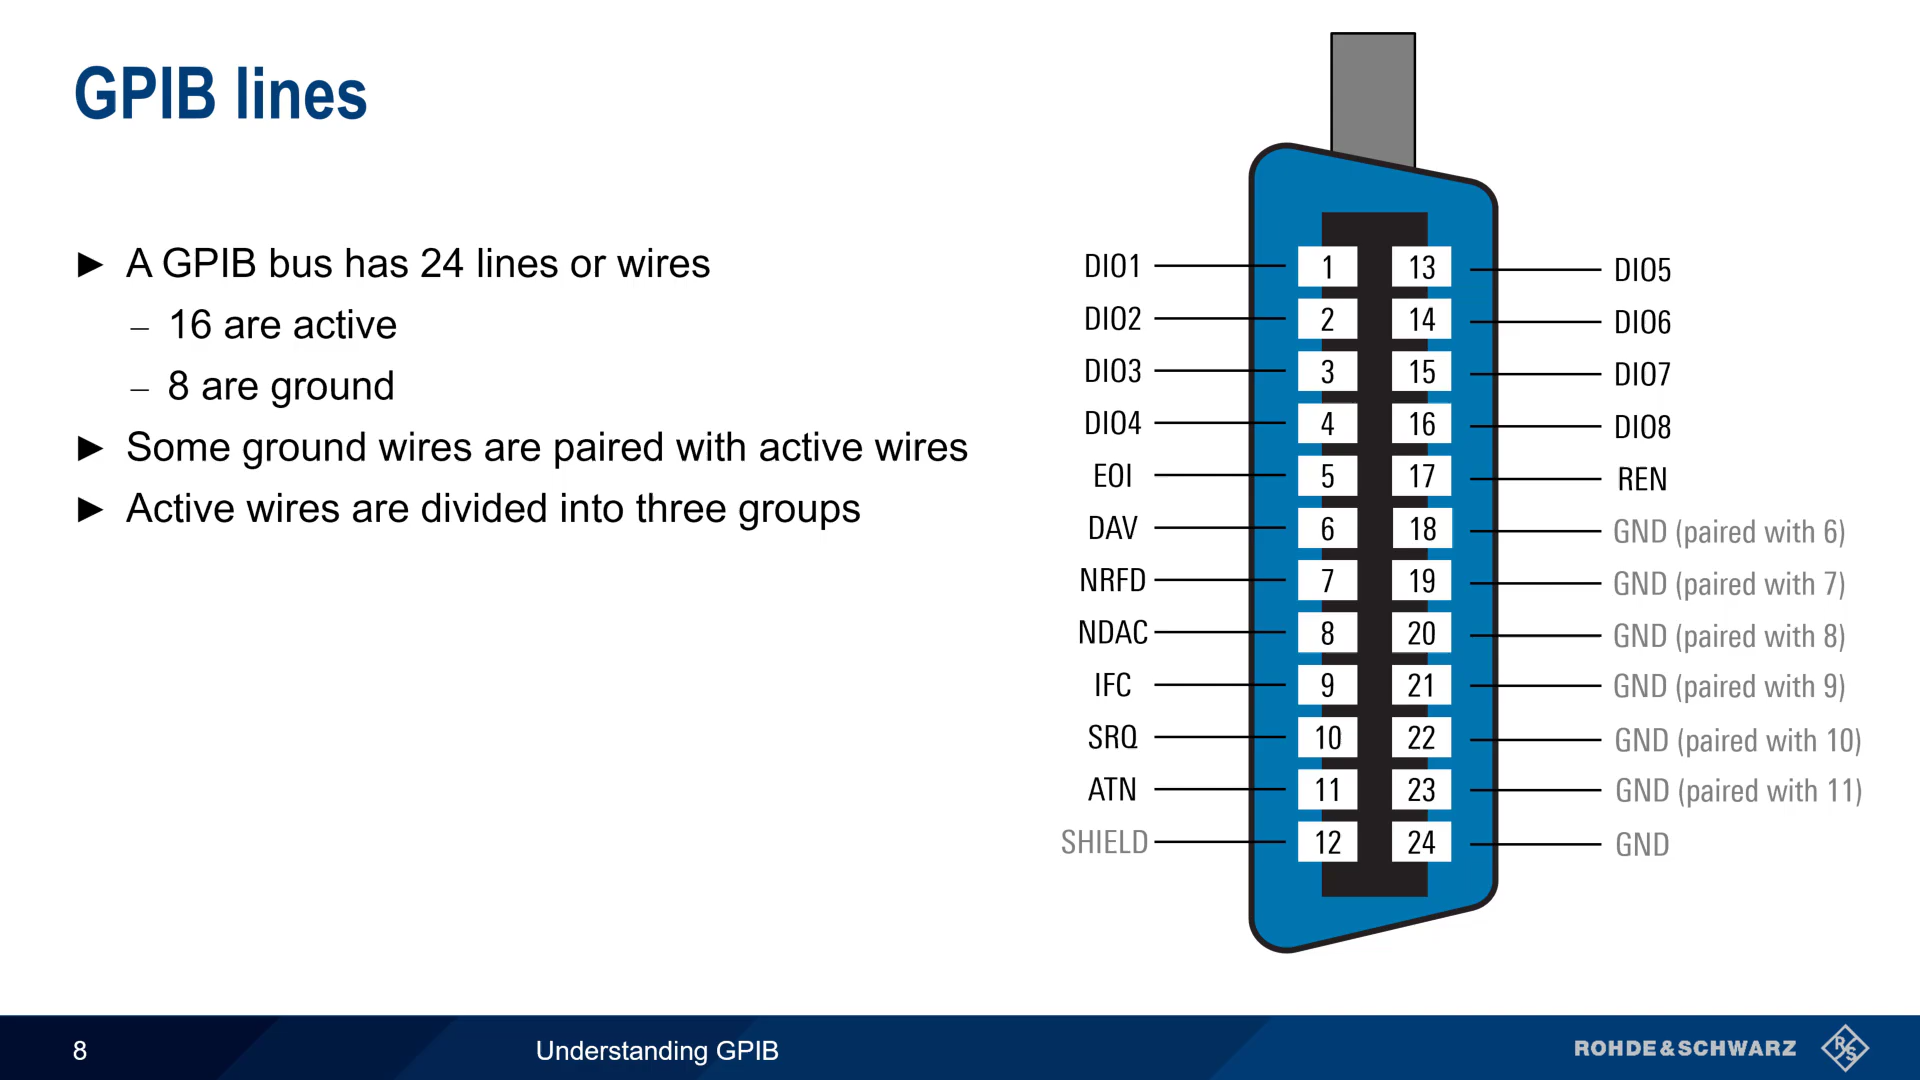 GPIB lines
► A GPIB bus has 24 lines or wires
– 16 are active
– 8 are ground
► Some ground wires are paired with active wires
► Active wires are divided into three groups
DIO1 1 13 DIO5
DIO2 2 14 DIO6
DIO3 3 15 DIO7
DIO4 4 16 DIO8
EOI 5 17 REN
DAV 6 18 GND (paired with 6)
NRFD 7 19 GND (paired with 7)
NDAC 8 20 GND (paired with 8)
IFC 9 21 GND (paired with 9)
SRQ 10 22 GND (paired with 10)
ATN 11 23 GND (paired with 11)
SHIELD 12 24 GND
8 Understanding GPIB ROHDE&SCHWARZ R S